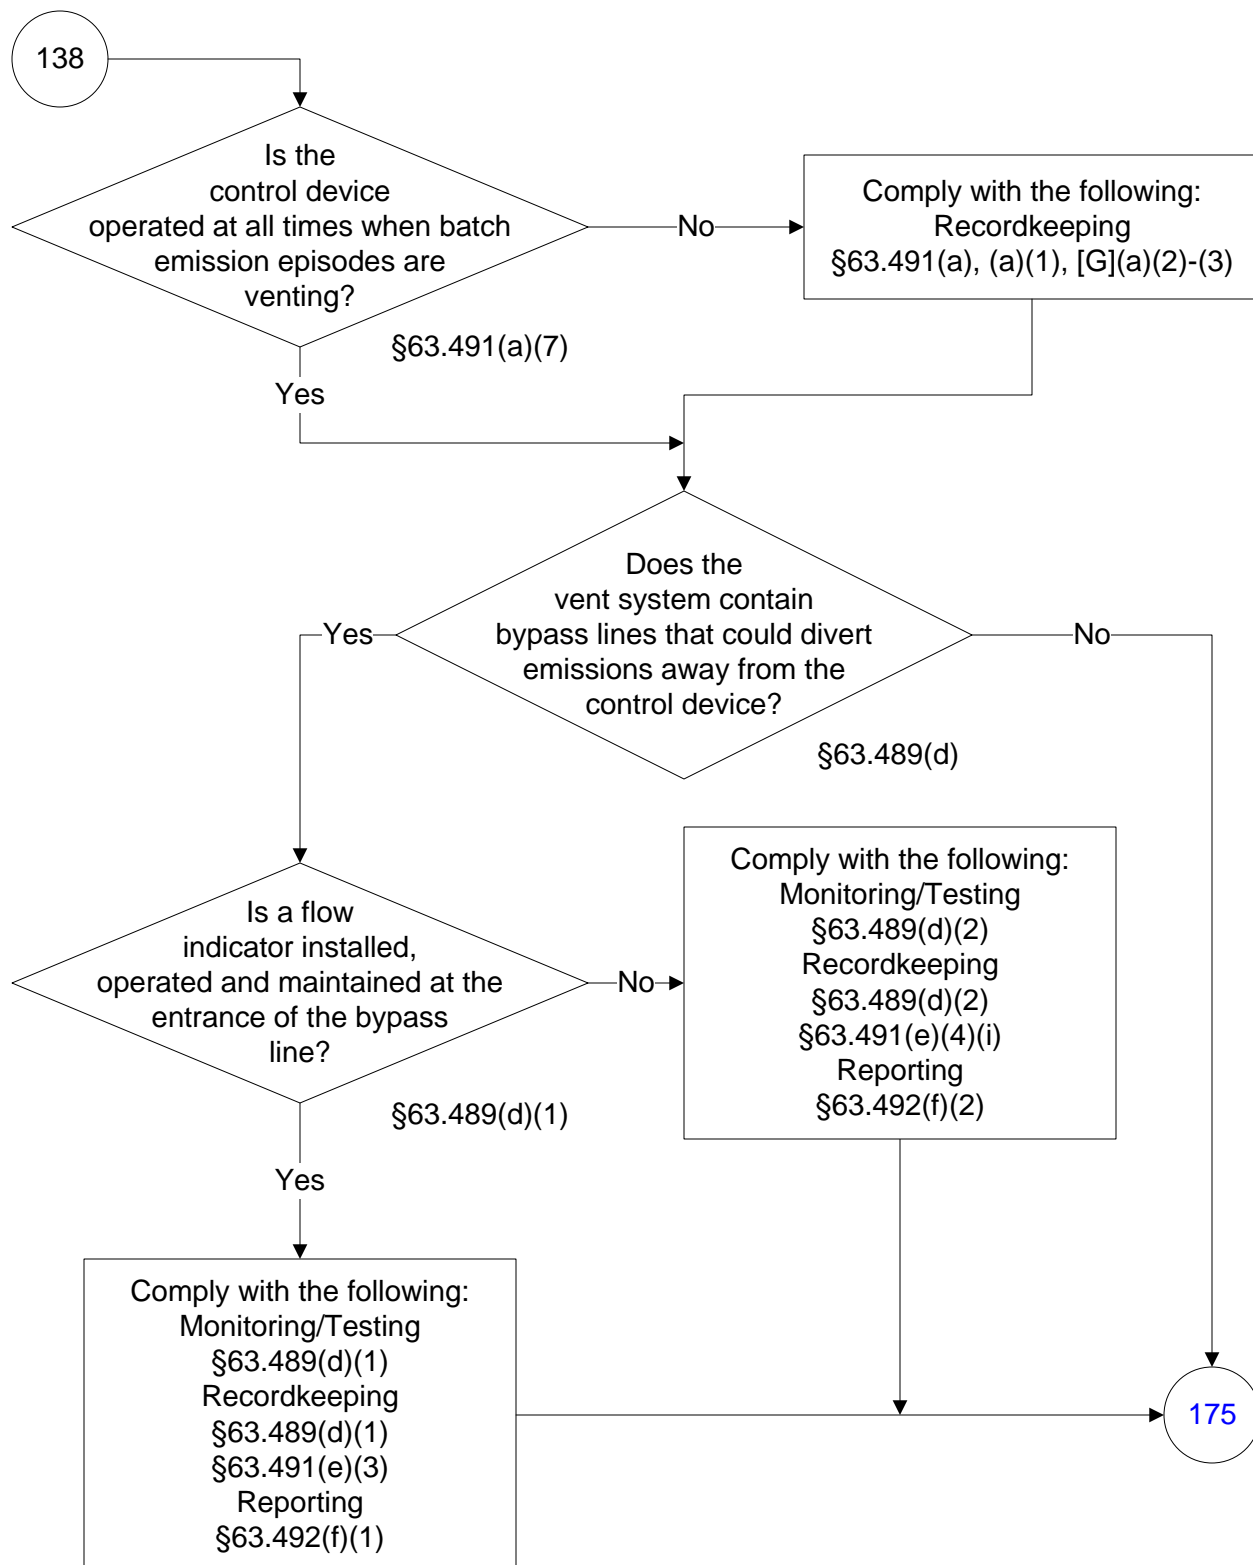 138
Is the
control device
operated at all times when batch
emission episodes are
venting?
§63.491(a)(7)
No
Comply with the following:
Recordkeeping
§63.491(a), (a)(1), [G](a)(2)-(3)
Yes
Does the
vent system contain
bypass lines that could divert
emissions away from the
control device?
§63.489(d)
Yes
No
Is a flow
indicator installed,
operated and maintained at the
entrance of the bypass
line?
§63.489(d)(1)
No
Comply with the following:
Monitoring/Testing
§63.489(d)(2)
Recordkeeping
§63.489(d)(2)
§63.491(e)(4)(i)
Reporting
§63.492(f)(2)
Yes
Comply with the following:
Monitoring/Testing
§63.489(d)(1)
Recordkeeping
§63.489(d)(1)
§63.491(e)(3)
Reporting
§63.492(f)(1)
175